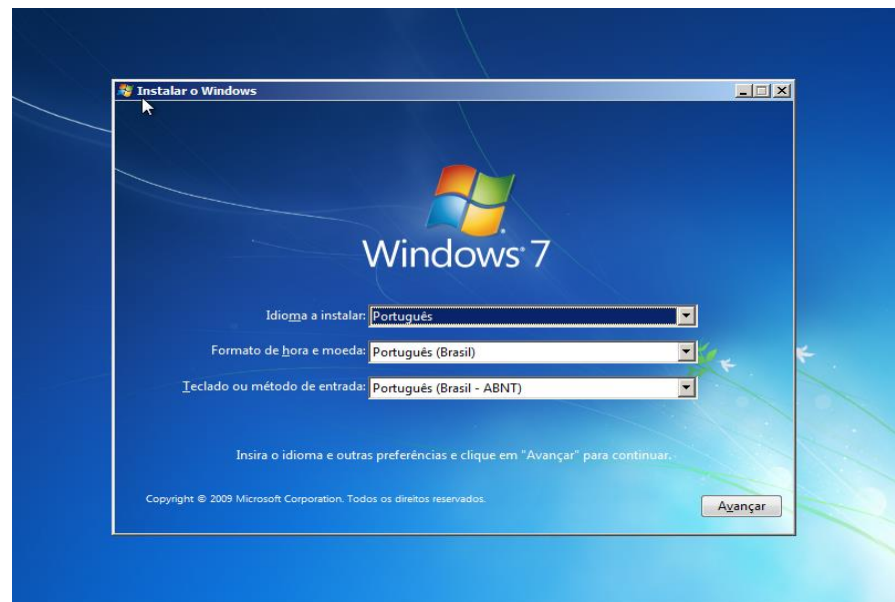 Instalar o Windows
Windows 7
Idioma a instalar: Português
Formato de hora e moeda: Português (Brasil)
Teclado ou método de entrada: Português (Brasil - ABNT)
Insira o idioma e outras preferências e clique em "Avançar" para continuar.
Copyright © 2009 Microsoft Corporation. Todos os direitos reservados.
Avançar